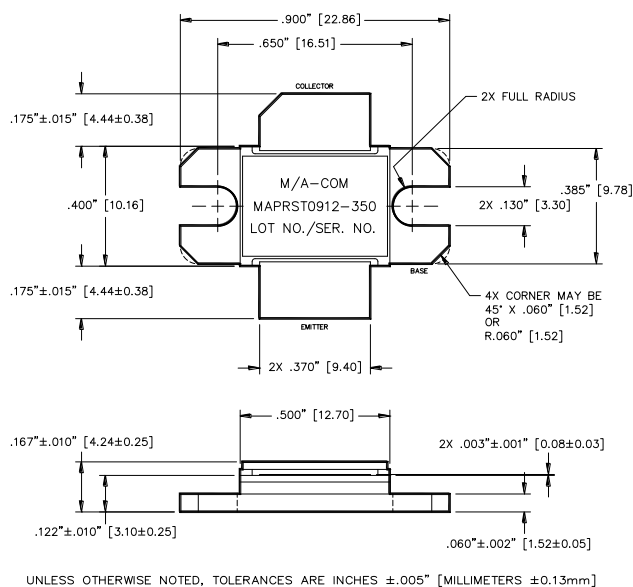 .900" [22.86]
.650" [16.51]
COLLECTOR
2X FULL RADIUS
.175"±.015" [4.44±0.38]
M/A-COM
MAPRST0912-350
LOT NO./SER. NO.
.385" [9.78]
2X .130" [3.30]
.400" [10.16]
.175"±.015" [4.44±0.38]
BASE
EMITTER
4X CORNER MAY BE
45° X .060" [1.52]
OR
R.060" [1.52]
2X .370" [9.40]
.500" [12.70]
.167"±.010" [4.24±0.25]
2X .003"±.001" [0.08±0.03]
.122"±.010" [3.10±0.25]
.060"±.002" [1.52±0.05]
UNLESS OTHERWISE NOTED, TOLERANCES ARE INCHES ±.005" [MILLIMETERS ±0.13mm]